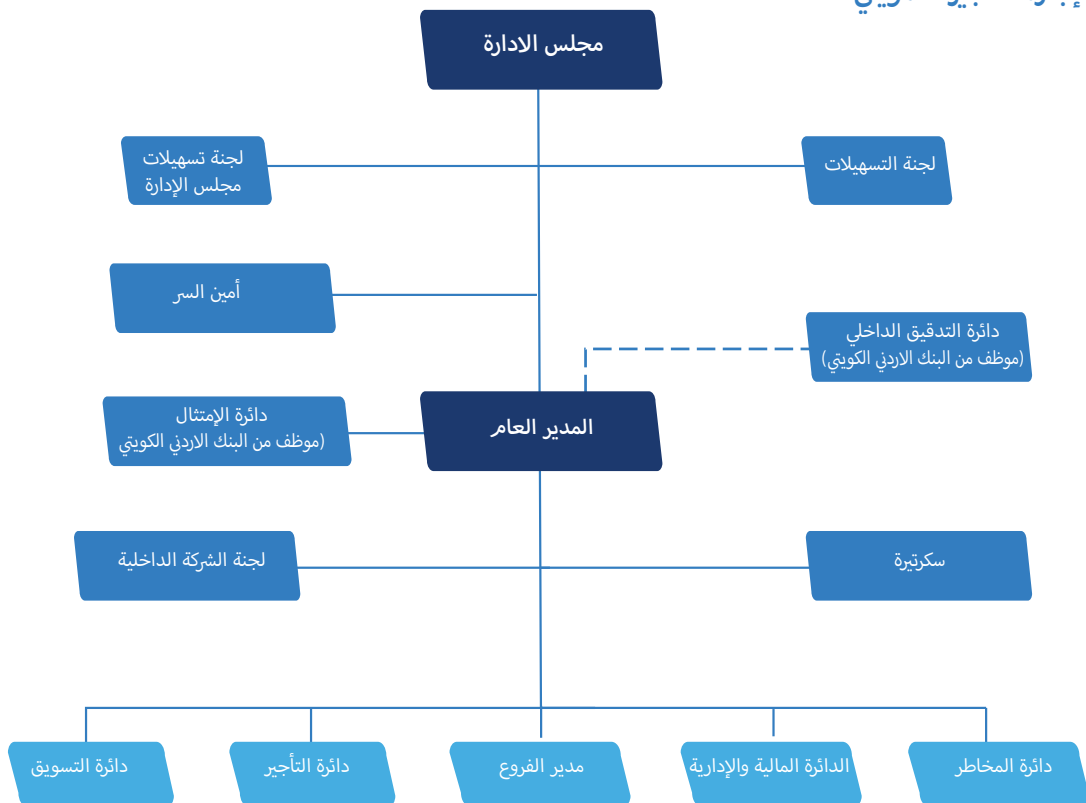 مجلس الادارة
لجنة التسهيلات
لجنة تسهيلات
مجلس الإدارة
أمين السر
دائرة التدقيق الداخلي
(موظف من البنك الاردني الكويتي)
المدير العام
دائرة الإمتثال
(موظف من البنك الاردني الكويتي
سكرتيرة
لجنة الشركة الداخلية
دائرة المخاطر
الدائرة المالية والإدارية
مدير الفروع
دائرة التأجير
دائرة التسويق